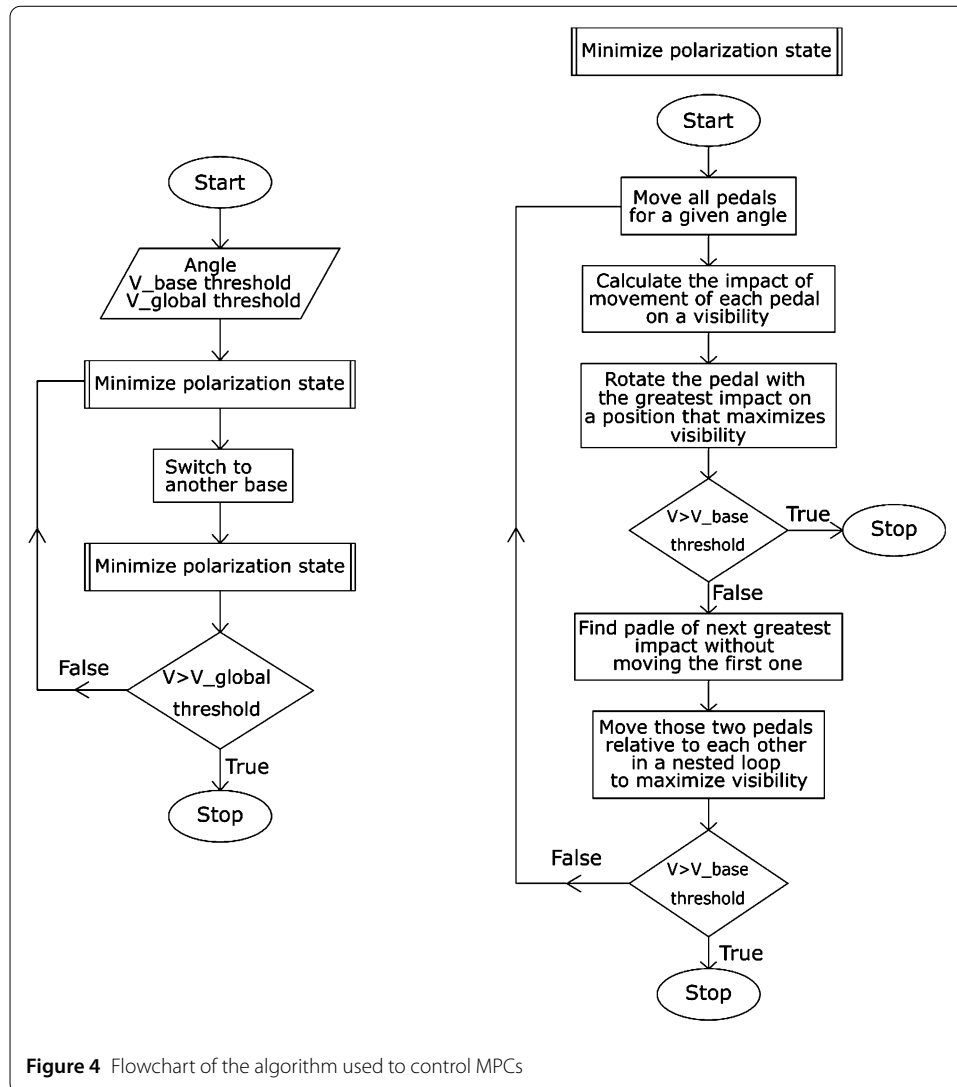 Start
Angle
V_base threshold
V_global threshold
Minimize polarization state
Switch to
another base
Minimize polarization state
False
V>V_global
threshold
True
Stop
Minimize polarization state
Start
Move all pedals
for a given angle
Calculate the impact of
movement of each pedal
on a visibility
Rotate the pedal with
the greatest impact on
a position that maximizes
visibility
V>V_base
threshold
True
Stop
False
Find padle of next greatest
impact without
moving the first one
Move those two pedals
relative to each other
in a nested loop
to maximize visibility
False
V>V_base
threshold
True
Stop
Figure 4 Flowchart of the algorithm used to control MPCs